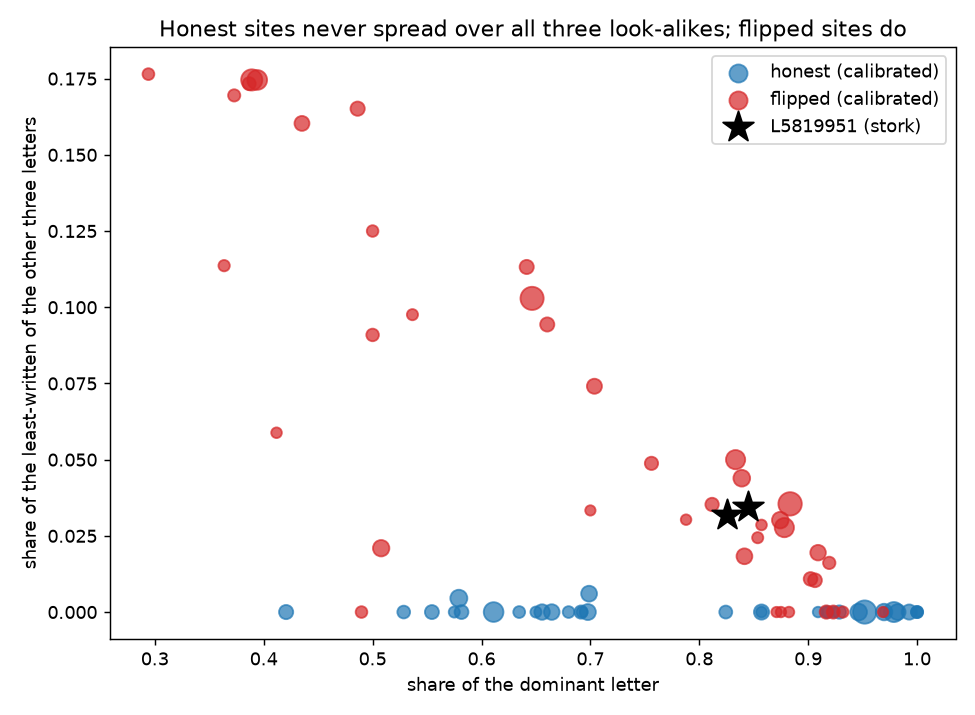 Honest sites never spread over all three look-alikes; flipped sites do
honest (calibrated)
flipped (calibrated)
L5819951 (stork)
share of the least-written of the other three letters
0.175
0.150
0.125
0.100
0.075
0.050
0.025
0.000
0.3 0.4 0.5 0.6 0.7 0.8 0.9 1.0
share of the dominant letter